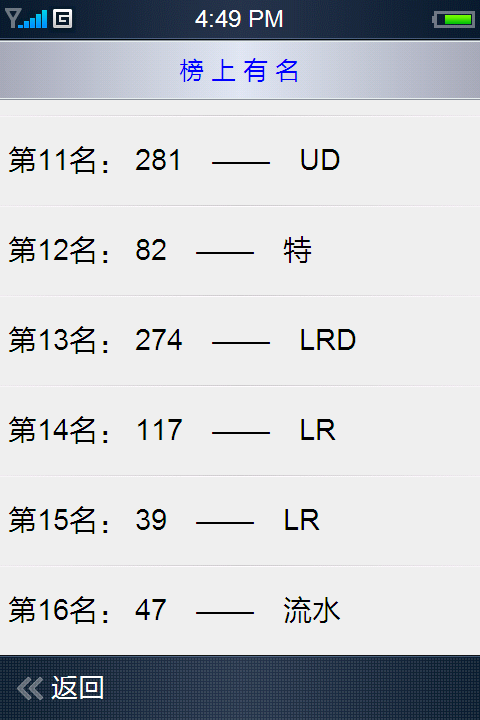 4:49 PM
榜上有名
第11名： 281 —— UD
第12名： 82 —— 特
第13名： 274 —— LRD
第14名： 117 —— LR
第15名： 39 —— LR
第16名： 47 —— 流水
返回